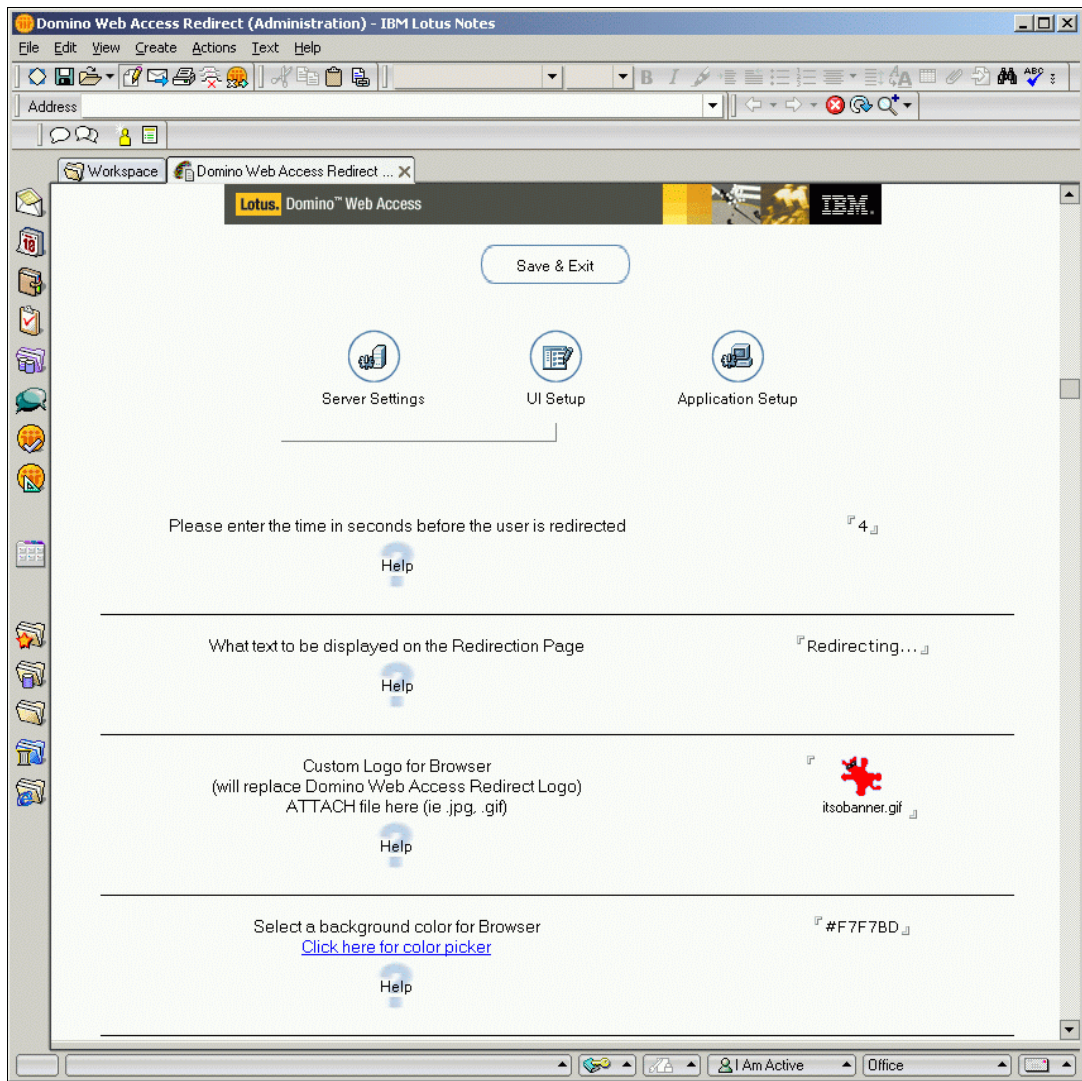 Domino Web Access Redirect (Administration) - IBM Lotus Notes
File Edit View Create Actions Text Help
B I ABC
Address
Workspace Domino Web Access Redirect ...
Lotus. Domino™ Web Access IBM.
Save & Exit
18
Server Settings UI Setup Application Setup
Please enter the time in seconds before the user is redirected 4
Help
What text to be displayed on the Redirection Page Redirecting...
Help
Custom Logo for Browser
(will replace Domino Web Access Redirect Logo)
ATTACH file here (ie .jpg, .gif) itsobanner.gif
Help
Select a background color for Browser #F7F7BD
Click here for color picker
Help
I Am Active Office